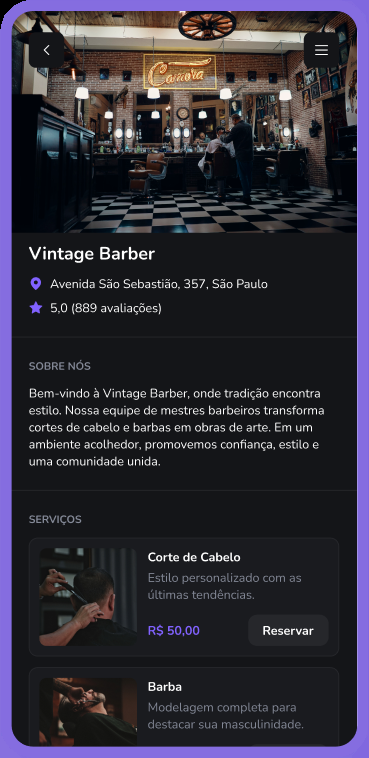 Camora
Vintage Barber
Avenida São Sebastião, 357, São Paulo
5,0 (889 avaliações)
SOBRE NÓS
Bem-vindo à Vintage Barber, onde tradição encontra
estilo. Nossa equipe de mestres barbeiros transforma
cortes de cabelo e barbas em obras de arte. Em um
ambiente acolhedor, promovemos confiança, estilo e
uma comunidade unida.
SERVIÇOS
Corte de Cabelo
Estilo personalizado com as
últimas tendências.
R$ 50,00
Reservar
Barba
Modelagem completa para
destacar sua masculinidade.